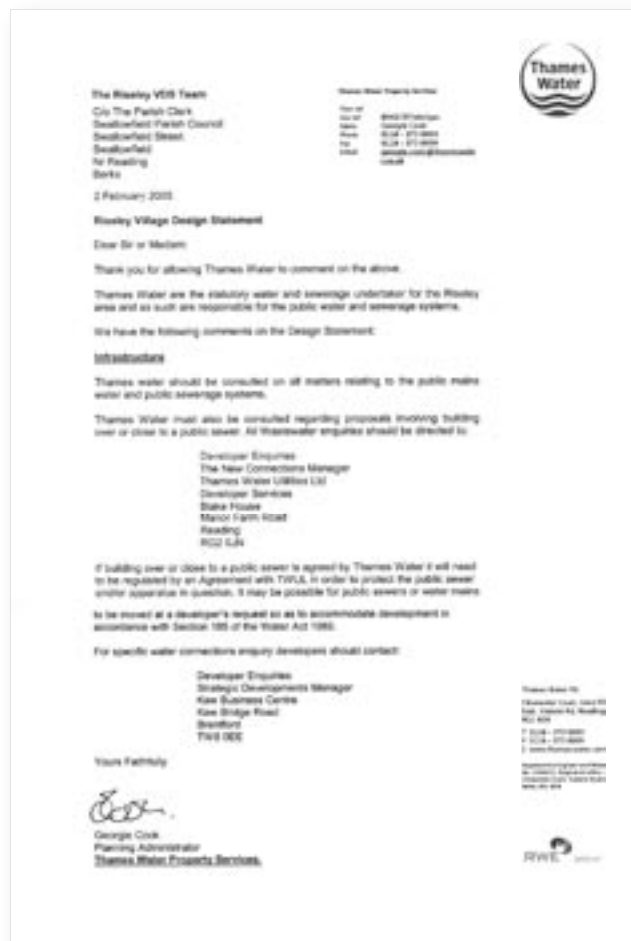 Thames
Water
The Riseley VDS Team
C/o The Parish Clerk
Swallowfield Parish Council
Swallowfield Street
Swallowfield
Nr Reading
Berks
Thames Water Property Services
2 February 2005
Riseley Village Design Statement
Dear Sir or Madam:
Thank you for allowing Thames Water to comment on the above.
Thames Water are the statutory water and sewerage undertaker for the Riseley
area and as such are responsible for the public water and sewerage systems.
We have the following comments on the Design Statement:
Infrastructure
Thames water should be consulted on all matters relating to the public mains
water and public sewerage systems.
Thames Water must also be consulted regarding proposals involving building
over or close to a public sewer. All Wastewater enquiries should be directed to:
Developer Enquiries
The New Connections Manager
Thames Water Utilities Ltd
Developer Services
Blake House
Manor Farm Road
Reading
RG2 0JN
If building over or close to a public sewer is agreed by Thames Water it will need
to be regulated by an Agreement with TWUL in order to protect the public sewer
and/or apparatus in question. It may be possible for public sewers or water mains
to be moved at a developer's request so as to accommodate development in
accordance with Section 185 of the Water Act 1989.
For specific water connections enquiry developers should contact:
Developer Enquiries
Strategic Developments Manager
Kew Business Centre
Kew Bridge Road
Brentford
TW8 0EE
Yours Faithfully
Georgie Cook
Planning Administrator
Thames Water Property Services.
RWE